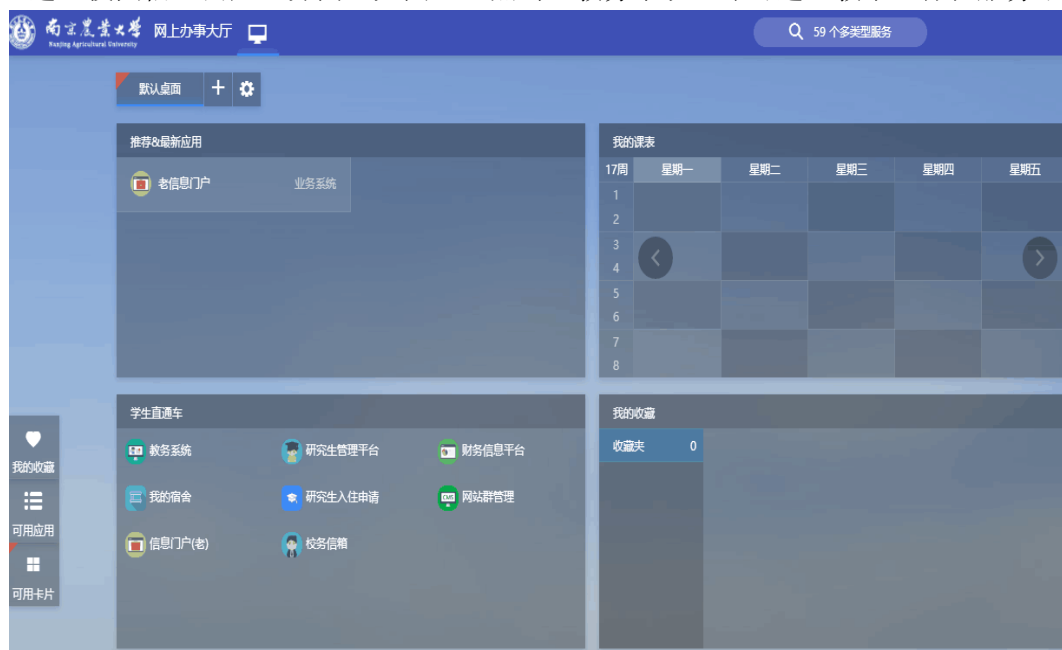 南京农业大学 网上办事大厅 59 个多类型服务
Nanjing Agricultural University
默认桌面
推荐&最新应用
老信息门户 业务系统
我的课表
17周 星期一 星期二 星期三 星期四 星期五
1
2
3
4
5
6
7
8
学生直通车
教务系统 研究生管理平台 财务信息平台
我的宿舍 研究生入住申请 网站群管理
信息门户(老) 校务信箱
我的收藏
收藏夹 0
我的收藏
可用应用
可用卡片